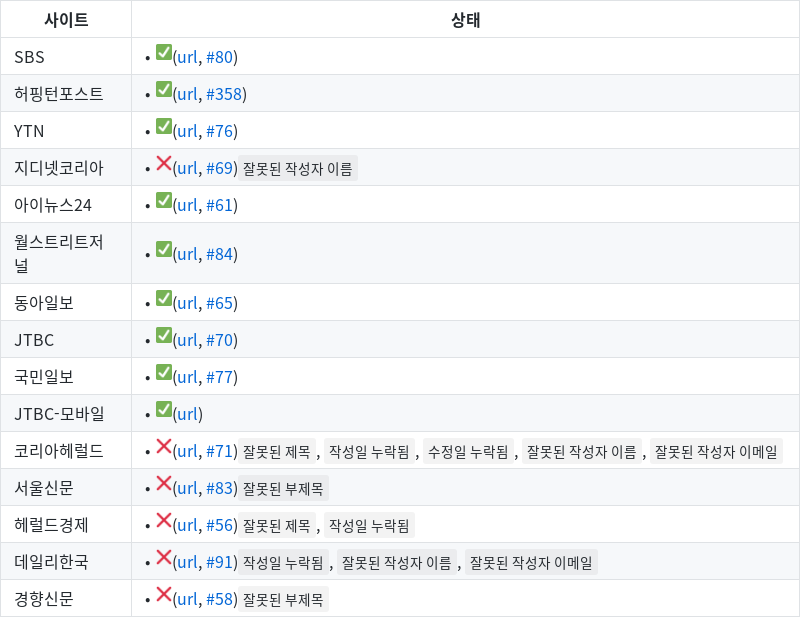 사이트 상태
SBS • ✅(url, #80)
허핑턴포스트 • ✅(url, #358)
YTN • ✅(url, #76)
지디넷코리아 • ❌(url, #69) 잘못된 작성자 이름
아이뉴스24 • ✅(url, #61)
월스트리트저
널 • ✅(url, #84)
동아일보 • ✅(url, #65)
JTBC • ✅(url, #70)
국민일보 • ✅(url, #77)
JTBC-모바일 • ✅(url)
코리아헤럴드 • ❌(url, #71) 잘못된 제목 , 작성일 누락됨 , 수정일 누락됨 , 잘못된 작성자 이름 , 잘못된 작성자 이메일
서울신문 • ❌(url, #83) 잘못된 부제목
헤럴드경제 • ❌(url, #56) 잘못된 제목 , 작성일 누락됨
데일리한국 • ❌(url, #91) 작성일 누락됨 , 잘못된 작성자 이름 , 잘못된 작성자 이메일
경향신문 • ❌(url, #58) 잘못된 부제목